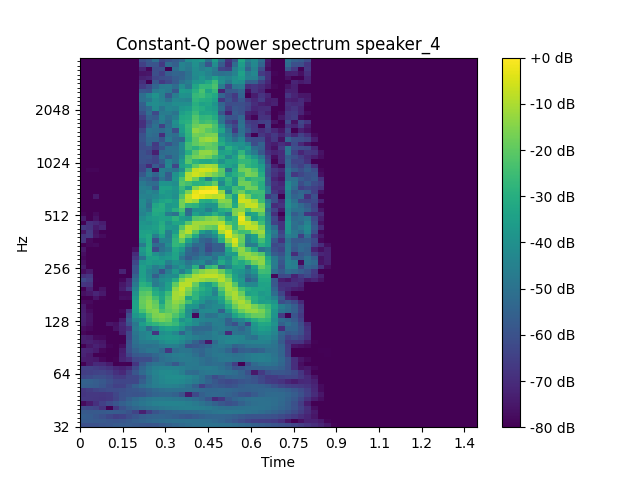 Constant-Q power spectrum speaker_4
Hz
2048
1024
512
256
128
64
32
0 0.15 0.3 0.45 0.6 0.75 0.9 1.1 1.2 1.4
Time
+0 dB
-10 dB
-20 dB
-30 dB
-40 dB
-50 dB
-60 dB
-70 dB
-80 dB